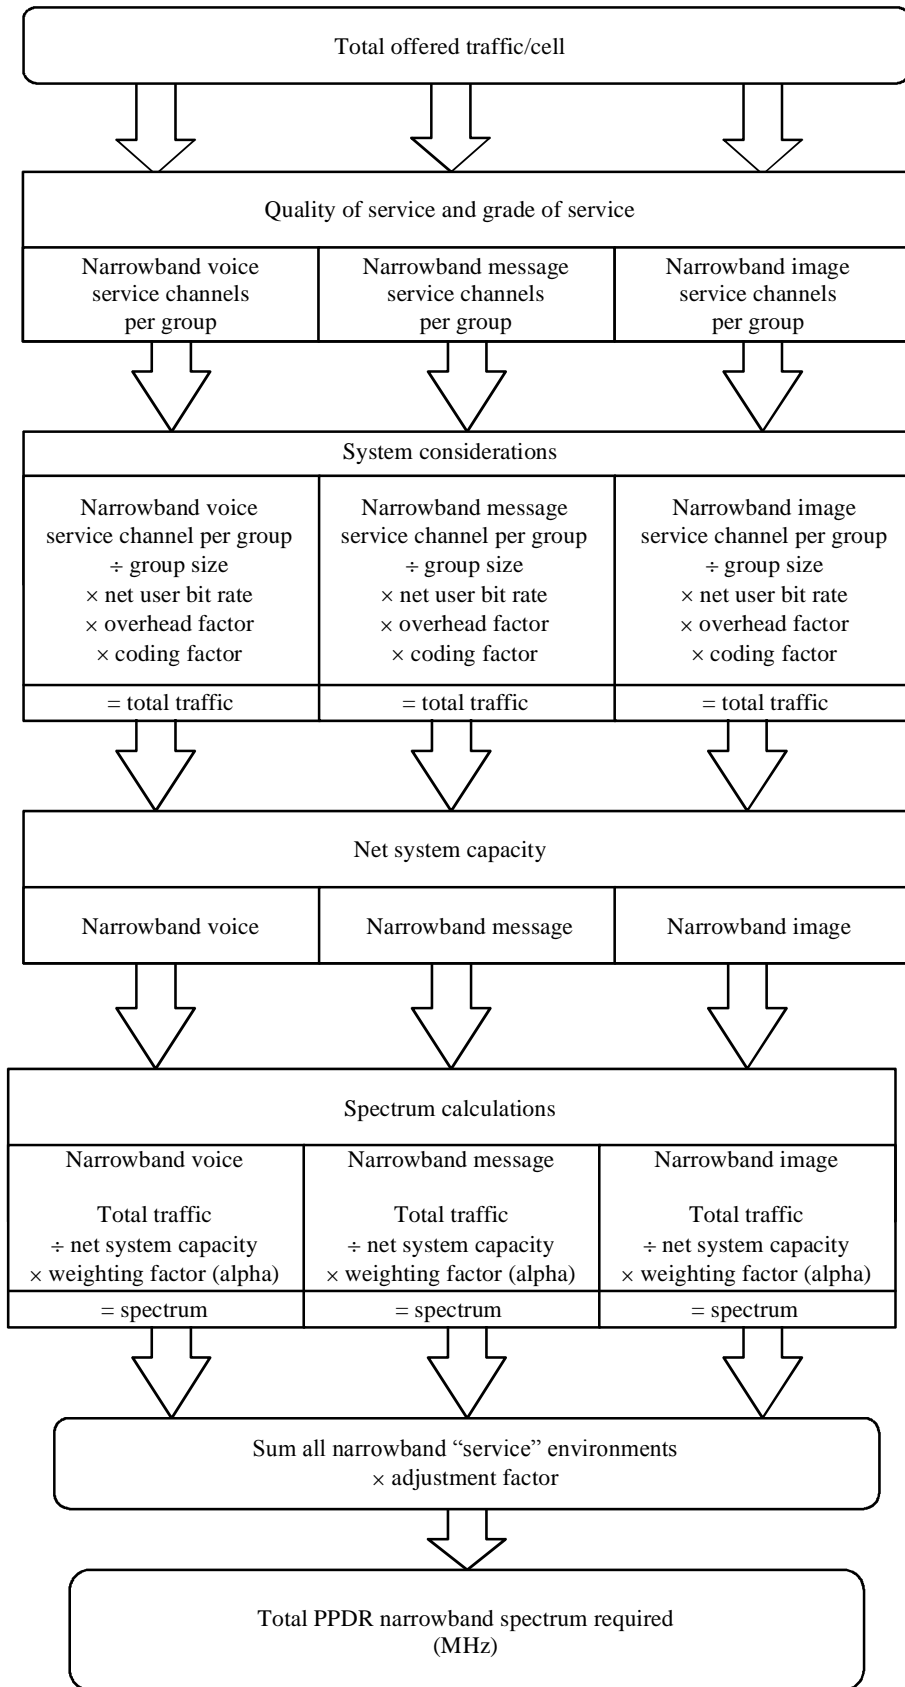 Total offered traffic/cell
Quality of service and grade of service
Narrowband voice
service channels
per group
Narrowband message
service channels
per group
Narrowband image
service channels
per group
System considerations
Narrowband voice
service channel per group
÷ group size
× net user bit rate
× overhead factor
× coding factor
Narrowband message
service channel per group
÷ group size
× net user bit rate
× overhead factor
× coding factor
Narrowband image
service channel per group
÷ group size
× net user bit rate
× overhead factor
× coding factor
= total traffic
= total traffic
= total traffic
Net system capacity
Narrowband voice
Narrowband message
Narrowband image
Spectrum calculations
Narrowband voice
Total traffic
÷ net system capacity
× weighting factor (alpha)
Narrowband message
Total traffic
÷ net system capacity
× weighting factor (alpha)
Narrowband image
Total traffic
÷ net system capacity
× weighting factor (alpha)
= spectrum
= spectrum
= spectrum
Sum all narrowband “service” environments
× adjustment factor
Total PPDR narrowband spectrum required
(MHz)